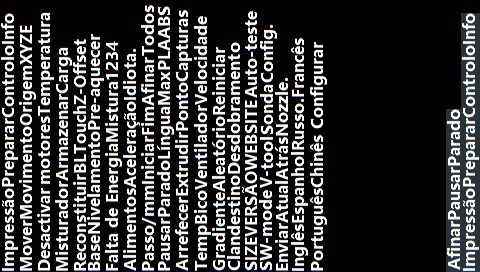 ImpressãoPrepararControloInfo
MoverMovimentoOrigemXYZE
Desactivar motoresTemperatura
MisturadorArmazenarCarga
ReconstituirBLTouchZ-Offset
BaseNivelamentoPre-aquecer
Falta de EnergiaMistura1234
AlimentosAceleraçãoIdiota.
Passo/mmIniciarFimAfinarTodos
PausarParadoLínguaMaxPLAABS
ArrefecerExtrudirPontoCapturas
TempBicoVentiladorVelocidade
GradienteAleatórioReiniciar
ClandestinoDesdobramento
SIZEVERSÃOWEBSITEAuto-teste
SW-modeV-toolSondaConfig.
EnviarAtualAtrásNozzle.
InglêsEspanholRusso.Francês
PortuguêsChinês Configurar
AfinarPausarParado
ImpressãoPrepararControloInfo